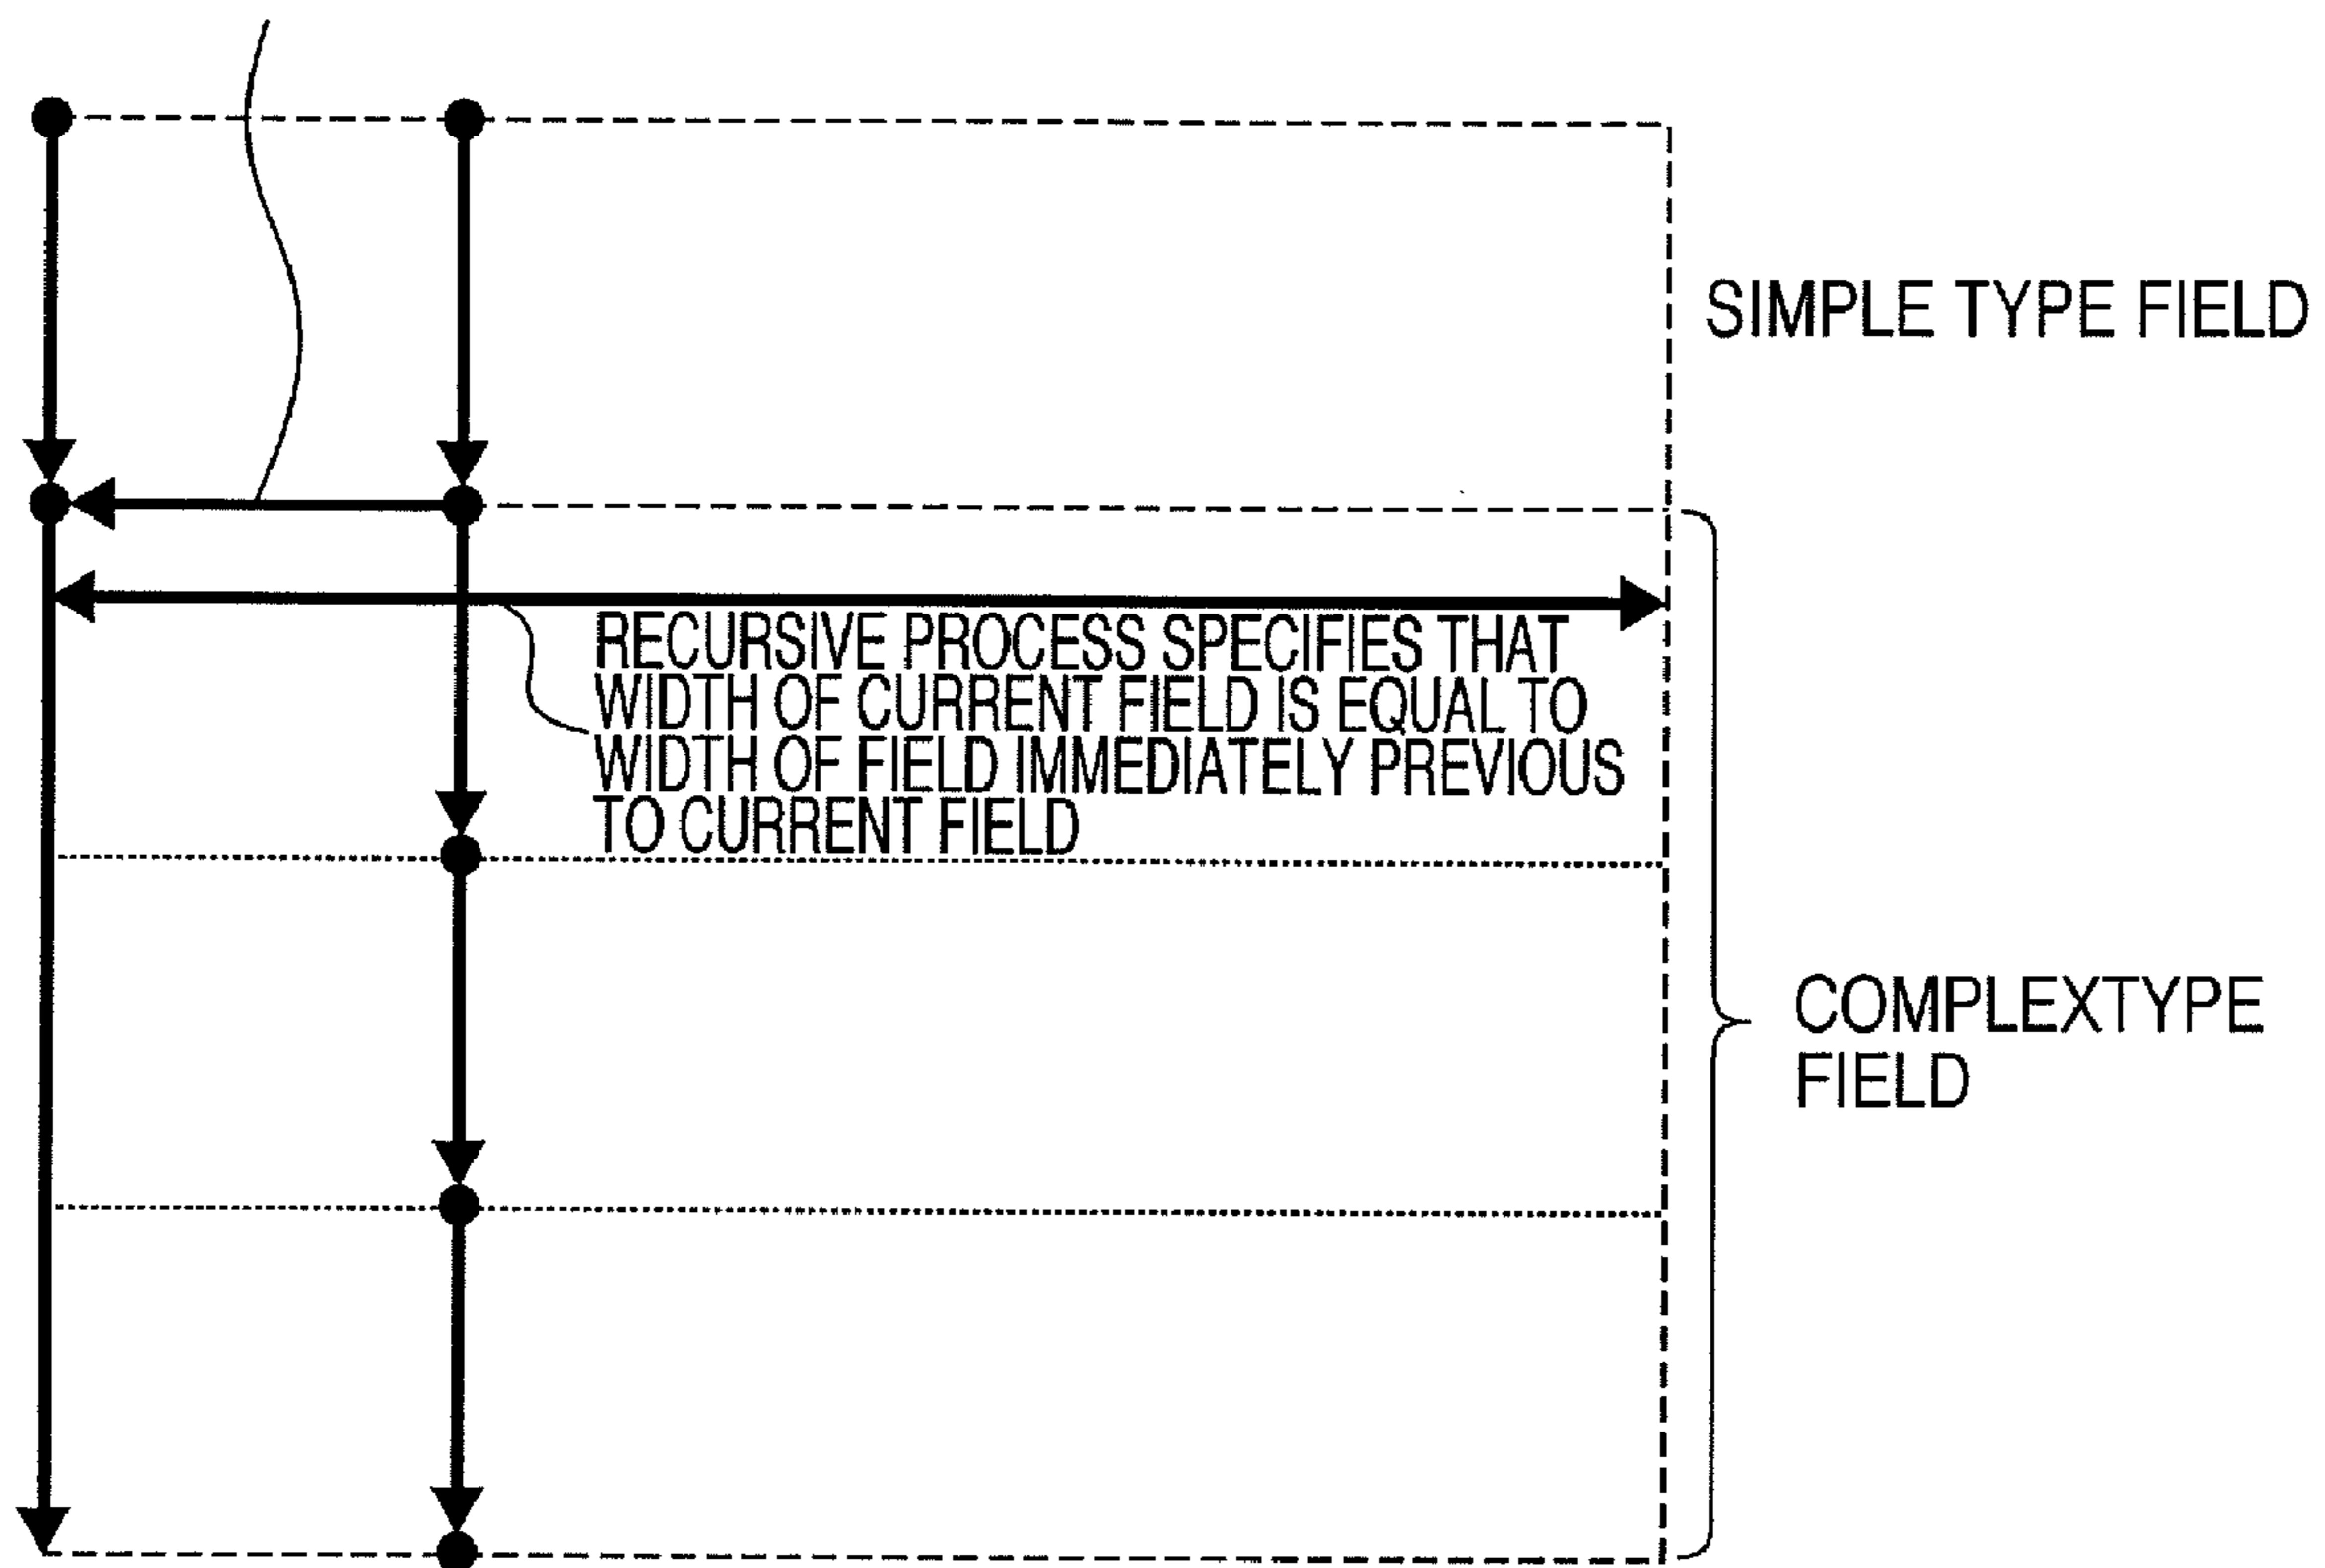 SIMPLE TYPE FIELD
RECURSIVE PROCESS SPECIFIES THAT
WIDTH OF CURRENT FIELD IS EQUAL TO
WIDTH OF FIELD IMMEDIATELY PREVIOUS
TO CURRENT FIELD
COMPLEXTYPE
FIELD